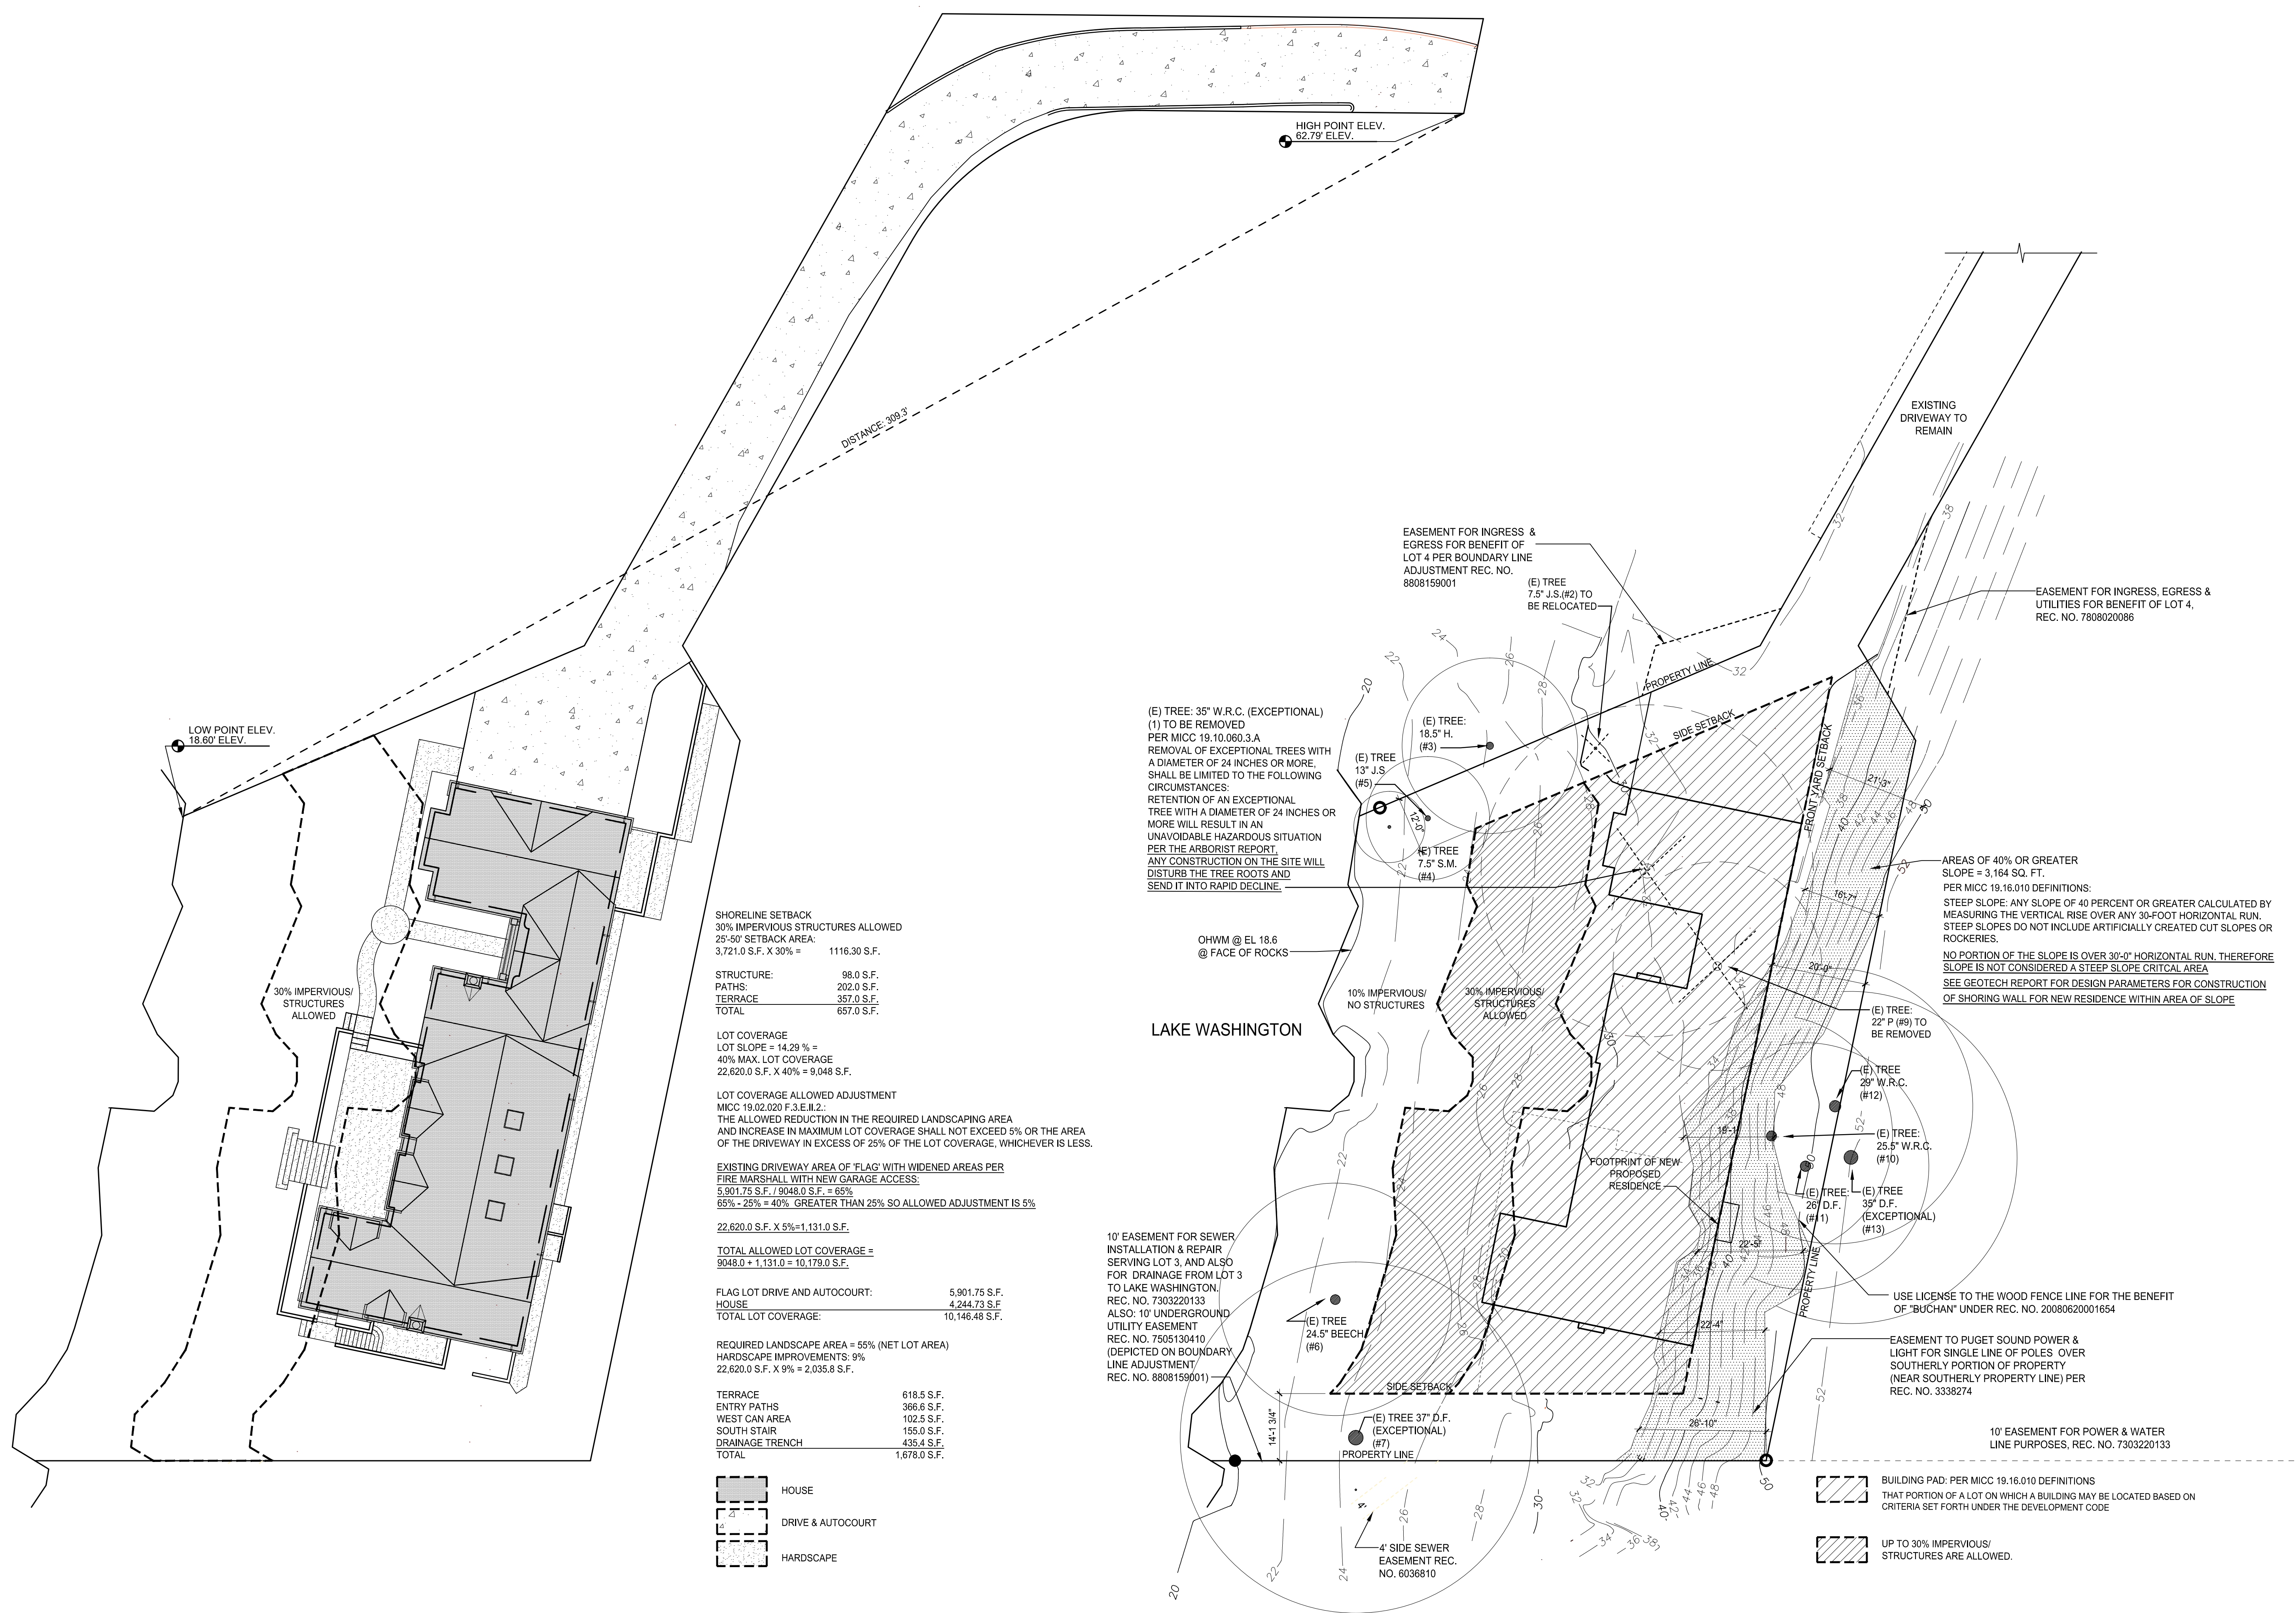 HIGH POINT ELEV.
62.79' ELEV.
DISTANCE: 309.3'
LOW POINT ELEV.
18.60' ELEV.
30% IMPERVIOUS/
STRUCTURES
ALLOWED
SHORELINE SETBACK
30% IMPERVIOUS STRUCTURES ALLOWED
25'-50' SETBACK AREA:
3,721.0 S.F. X 30% = 1116.30 S.F.
STRUCTURE: 98.0 S.F.
PATHS: 202.0 S.F.
TERRACE 357.0 S.F.
TOTAL 657.0 S.F.
LOT COVERAGE
LOT SLOPE = 14.29 % =
40% MAX. LOT COVERAGE
22,620.0 S.F. X 40% = 9,048 S.F.
LOT COVERAGE ALLOWED ADJUSTMENT
MICC 19.02.020 F.3.E.II.2.:
THE ALLOWED REDUCTION IN THE REQUIRED LANDSCAPING AREA
AND INCREASE IN MAXIMUM LOT COVERAGE SHALL NOT EXCEED 5% OR THE AREA
OF THE DRIVEWAY IN EXCESS OF 25% OF THE LOT COVERAGE, WHICHEVER IS LESS.
EXISTING DRIVEWAY AREA OF 'FLAG' WITH WIDENED AREAS PER
FIRE MARSHALL WITH NEW GARAGE ACCESS:
5,901.75 S.F. / 9048.0 S.F. = 65%
65% - 25% = 40% GREATER THAN 25% SO ALLOWED ADJUSTMENT IS 5%
22,620.0 S.F. X 5%=1,131.0 S.F.
TOTAL ALLOWED LOT COVERAGE =
9048.0 + 1,131.0 = 10,179.0 S.F.
FLAG LOT DRIVE AND AUTOCOURT: 5,901.75 S.F.
HOUSE 4,244.73 S.F
TOTAL LOT COVERAGE: 10,146.48 S.F.
REQUIRED LANDSCAPE AREA = 55% (NET LOT AREA)
HARDSCAPE IMPROVEMENTS: 9%
22,620.0 S.F. X 9% = 2,035.8 S.F.
TERRACE 618.5 S.F.
ENTRY PATHS 366.6 S.F.
WEST CAN AREA 102.5 S.F.
SOUTH STAIR 155.0 S.F.
DRAINAGE TRENCH 435.4 S.F.
TOTAL 1,678.0 S.F.
HOUSE
DRIVE & AUTOCOURT
HARDSCAPE
EXISTING
DRIVEWAY TO
REMAIN
EASEMENT FOR INGRESS &
EGRESS FOR BENEFIT OF
LOT 4 PER BOUNDARY LINE
ADJUSTMENT REC. NO.
8808159001
(E) TREE
7.5" J.S.(#2) TO
BE RELOCATED
EASEMENT FOR INGRESS, EGRESS &
UTILITIES FOR BENEFIT OF LOT 4,
REC. NO. 7808020086
PROPERTY LINE
SIDE SETBACK
FRONT YARD SETBACK
(E) TREE: 35" W.R.C. (EXCEPTIONAL)
(1) TO BE REMOVED
PER MICC 19.10.060.3.A
REMOVAL OF EXCEPTIONAL TREES WITH
A DIAMETER OF 24 INCHES OR MORE,
SHALL BE LIMITED TO THE FOLLOWING
CIRCUMSTANCES:
RETENTION OF AN EXCEPTIONAL
TREE WITH A DIAMETER OF 24 INCHES OR
MORE WILL RESULT IN AN
UNAVOIDABLE HAZARDOUS SITUATION
PER THE ARBORIST REPORT,
ANY CONSTRUCTION ON THE SITE WILL
DISTURB THE TREE ROOTS AND
SEND IT INTO RAPID DECLINE.
(E) TREE:
18.5" H.
(#3)
(E) TREE
13" J.S
(#5)
12'-0"
(E) TREE
7.5" S.M.
(#4)
OHWM @ EL 18.6
@ FACE OF ROCKS
LAKE WASHINGTON
10% IMPERVIOUS/
NO STRUCTURES
30% IMPERVIOUS/
STRUCTURES
ALLOWED
21'-3"
16'-7"
20'-0"
AREAS OF 40% OR GREATER
SLOPE = 3,164 SQ. FT.
PER MICC 19.16.010 DEFINITIONS:
STEEP SLOPE: ANY SLOPE OF 40 PERCENT OR GREATER CALCULATED BY
MEASURING THE VERTICAL RISE OVER ANY 30-FOOT HORIZONTAL RUN.
STEEP SLOPES DO NOT INCLUDE ARTIFICIALLY CREATED CUT SLOPES OR
ROCKERIES.
NO PORTION OF THE SLOPE IS OVER 30'-0" HORIZONTAL RUN. THEREFORE
SLOPE IS NOT CONSIDERED A STEEP SLOPE CRITCAL AREA
SEE GEOTECH REPORT FOR DESIGN PARAMETERS FOR CONSTRUCTION
OF SHORING WALL FOR NEW RESIDENCE WITHIN AREA OF SLOPE
(E) TREE:
22" P (#9) TO
BE REMOVED
(E) TREE
29" W.R.C.
(#12)
(E) TREE:
25.5" W.R.C.
(#10)
(E) TREE:
26" D.F.
(#11)
(E) TREE
35" D.F.
(EXCEPTIONAL)
(#13)
FOOTPRINT OF NEW
PROPOSED
RESIDENCE
22'-5"
22'-4"
26'-10"
PROPERTY LINE
USE LICENSE TO THE WOOD FENCE LINE FOR THE BENEFIT
OF "BUCHAN" UNDER REC. NO. 20080620001654
EASEMENT TO PUGET SOUND POWER &
LIGHT FOR SINGLE LINE OF POLES OVER
SOUTHERLY PORTION OF PROPERTY
(NEAR SOUTHERLY PROPERTY LINE) PER
REC. NO. 3338274
10' EASEMENT FOR SEWER
INSTALLATION & REPAIR
SERVING LOT 3, AND ALSO
FOR DRAINAGE FROM LOT 3
TO LAKE WASHINGTON.
REC. NO. 7303220133
ALSO: 10' UNDERGROUND
UTILITY EASEMENT
REC. NO. 7505130410
(DEPICTED ON BOUNDARY
LINE ADJUSTMENT
REC. NO. 8808159001)
(E) TREE
24.5" BEECH
(#6)
SIDE SETBACK
14'-1 3/4"
(E) TREE 37" D.F.
(EXCEPTIONAL)
(#7)
PROPERTY LINE
4'
4' SIDE SEWER
EASEMENT REC.
NO. 6036810
10' EASEMENT FOR POWER & WATER
LINE PURPOSES, REC. NO. 7303220133
BUILDING PAD: PER MICC 19.16.010 DEFINITIONS
THAT PORTION OF A LOT ON WHICH A BUILDING MAY BE LOCATED BASED ON
CRITERIA SET FORTH UNDER THE DEVELOPMENT CODE
UP TO 30% IMPERVIOUS/
STRUCTURES ARE ALLOWED.